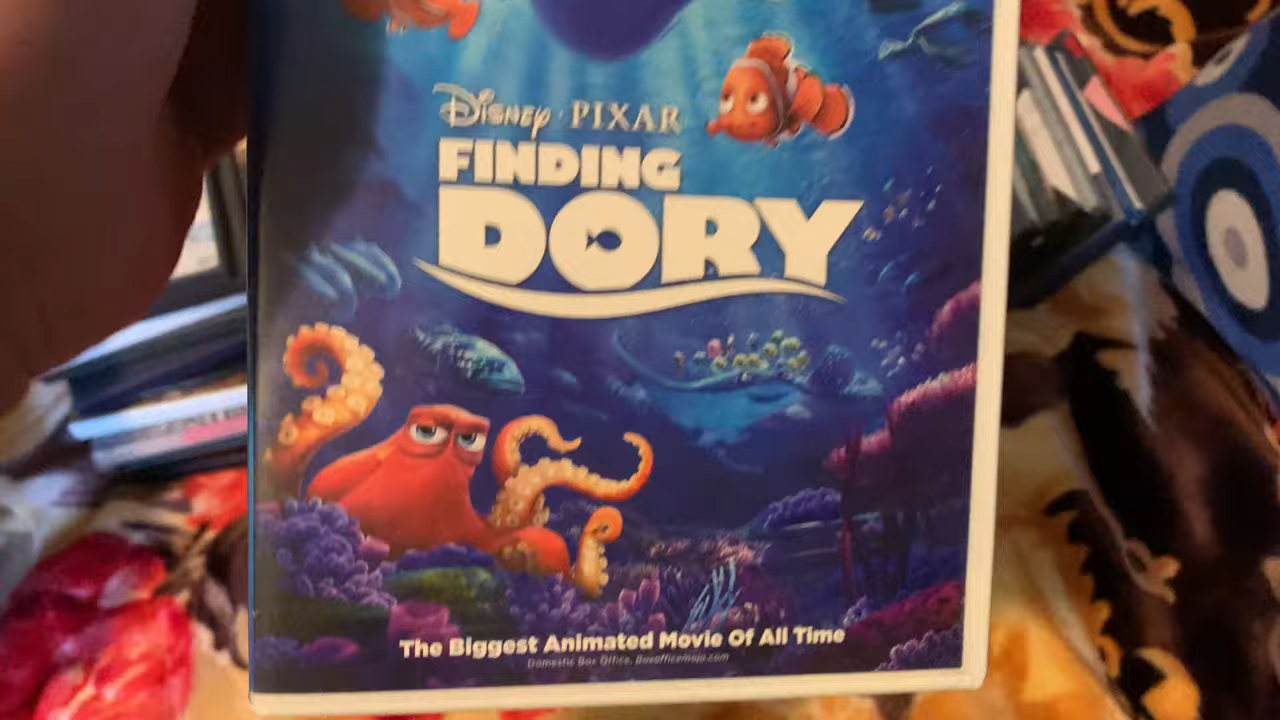 Disney · PIXAR
FINDING
DORY
The Biggest Animated Movie Of All Time
Domestic Box Office, Boxofficemojo.com